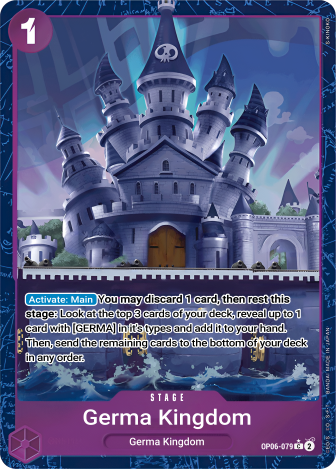 1
S.KINOKO
Activate: Main You may discard 1 card, then rest this
stage: Look at the top 3 cards of your deck, reveal up to 1
card with [GERMA] in it's types and add it to your hand.
Then, send the remaining cards to the bottom of your deck
in any order.
STAGE
Germa Kingdom
Germa Kingdom
OP06-079 C 2